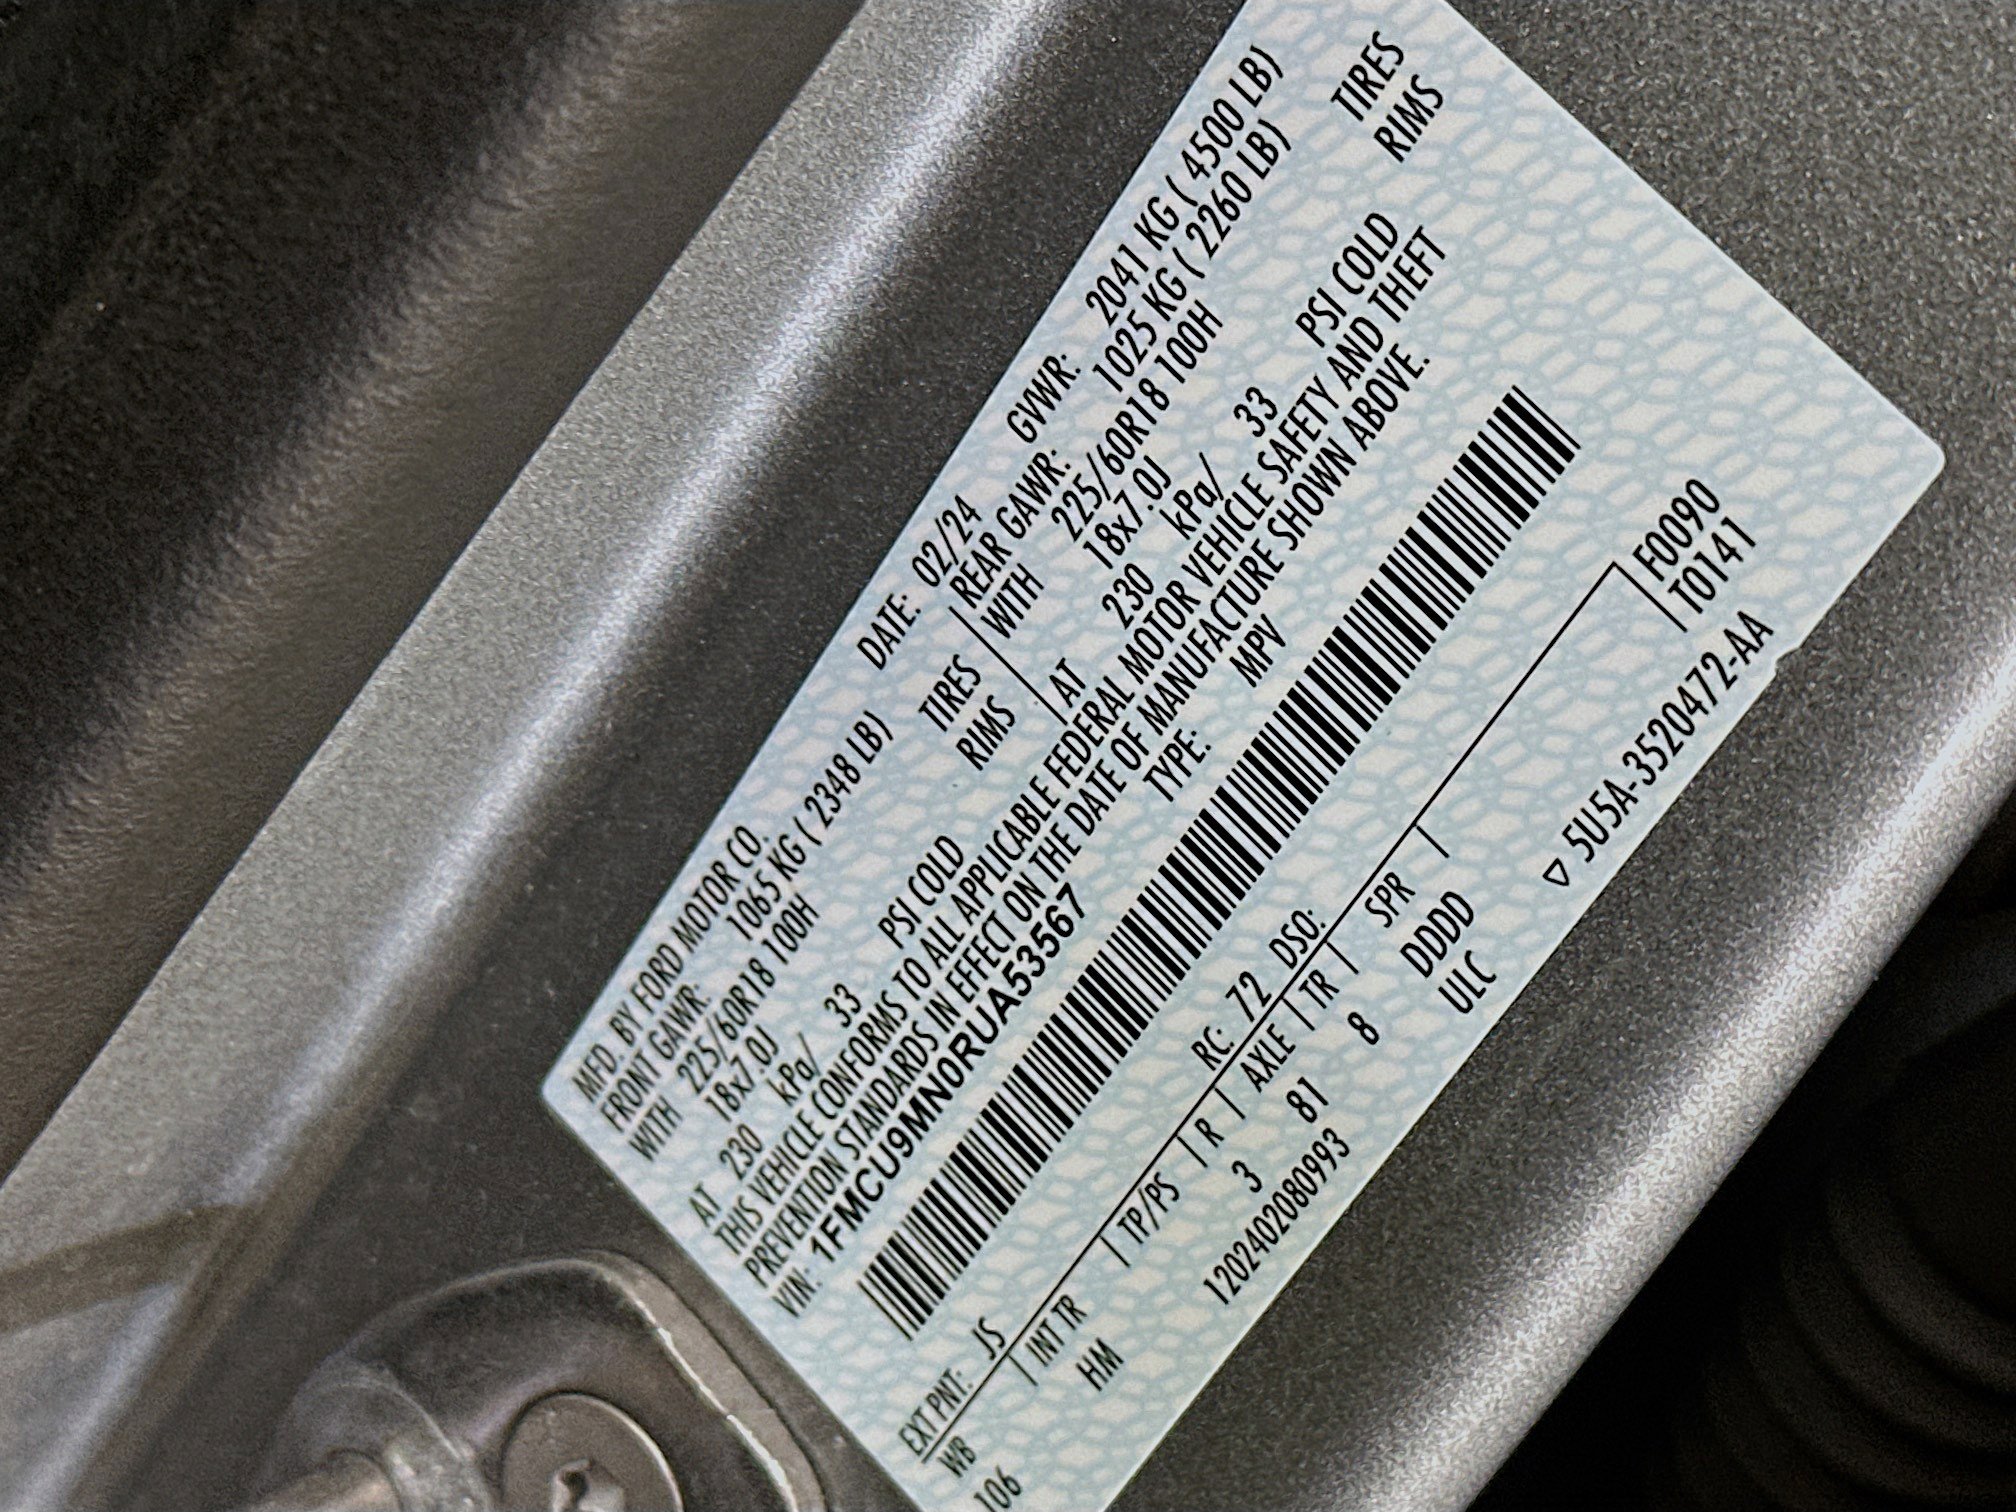 MFD. BY FORD MOTOR CO. DATE: 02/24 GVWR: 2041 KG ( 4500 LB)
FRONT GAWR: 1065 KG ( 2348 LB) REAR GAWR: 1025 KG ( 2260 LB)
WITH 225/60R18 100H TIRES WITH 225/60R18 100H TIRES
18x7.0J RIMS 18x7.0J RIMS
AT 230 kPa/ 33 PSI COLD AT 230 kPa/ 33 PSI COLD
THIS VEHICLE CONFORMS TO ALL APPLICABLE FEDERAL MOTOR VEHICLE SAFETY AND THEFT
PREVENTION STANDARDS IN EFFECT ON THE DATE OF MANUFACTURE SHOWN ABOVE.
VIN: 1FMCU9MN0RUA53567 TYPE: MPV
EXT PNT: JS RC: 72 DSO: F0090
WB | INT TR | TP/PS | R | AXLE | TR | SPR | T0141
106 HM 3 81 8 DDDD
1202402080993 ULC
▽ 5U5A-3520472-AA